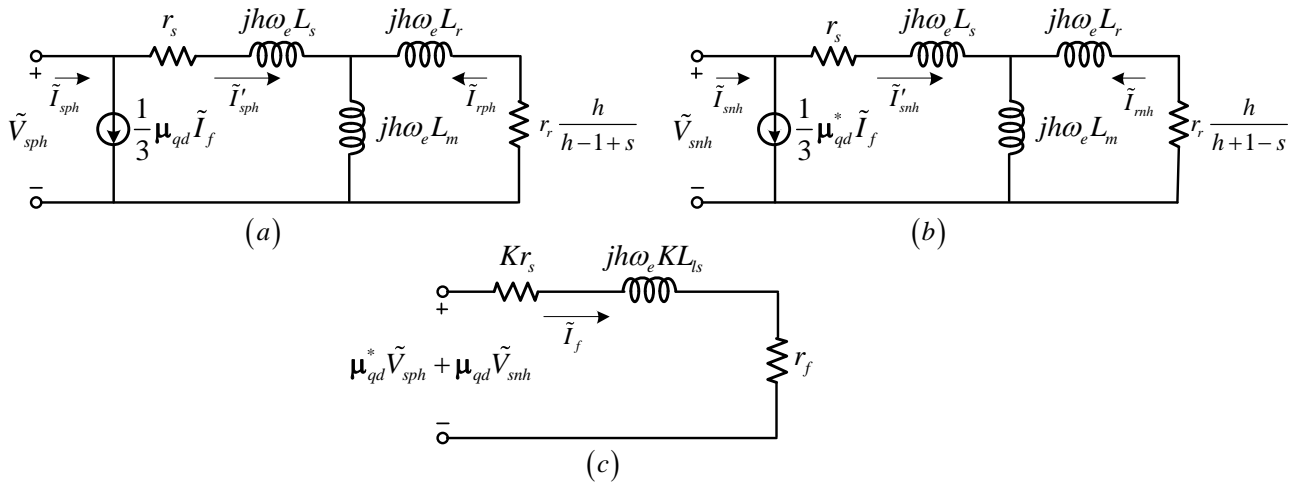 r_s jhω_e L_s jhω_e L_r
+ Ĩ_sph Ĩ′_sph Ĩ_rph
Ṽ_sph 1/3 μ_qd Ĩ_f jhω_e L_m r_r h/(h−1+s)
−
(a)
r_s jhω_e L_s jhω_e L_r
+ Ĩ_snh Ĩ′_snh Ĩ_rnh
Ṽ_snh 1/3 μ*_qd Ĩ_f jhω_e L_m r_r h/(h+1−s)
−
(b)
Kr_s jhω_e KL_ls
+ Ĩ_f
μ*_qd Ṽ_sph + μ_qd Ṽ_snh r_f
−
(c)